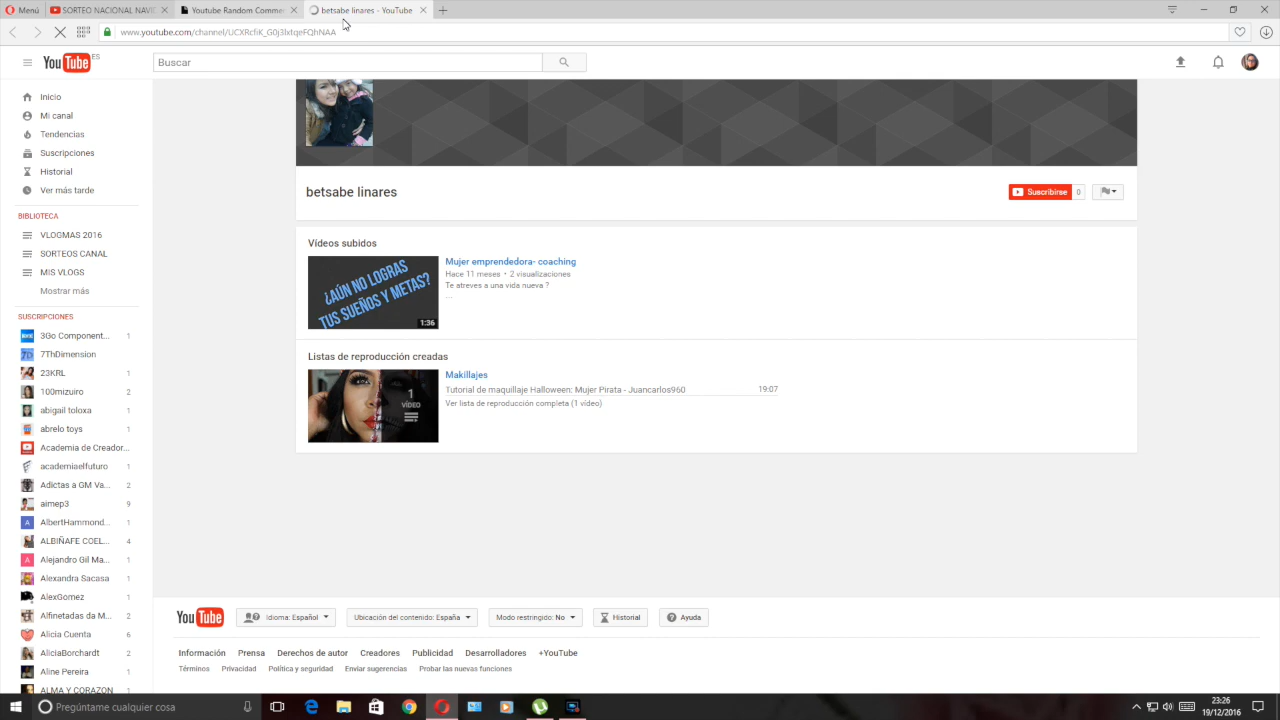 Menú
SORTEO NACIONAL NAVID
Youtube Random Commen
betsabe linares - YouTube
www.youtube.com/channel/UCXRcfiK_G0j3lxtqeFQhNAA
YouTube ES
Buscar
Inicio
Mi canal
Tendencias
Suscripciones
Historial
Ver más tarde
BIBLIOTECA
VLOGMAS 2016
SORTEOS CANAL
MIS VLOGS
Mostrar más
SUSCRIPCIONES
3Go Component... 1
7ThDimension
23KRL 1
100mizuiro 2
abigail toloxa 1
abrelo toys 1
Academia de Creador...
academiaelfuturo 1
Adictas a GM Va... 2
aimep3 9
AlbertHammond... 1
ALBIÑAFE COEL... 4
Alejandro Gil Ma... 1
Alexandra Sacasa 1
AlexGomez 1
Alfinetadas da M... 2
Alicia Cuenta 6
AliciaBorchardt 2
Aline Pereira 1
ALMA Y CORAZON 1
betsabe linares
Suscribirse 0
Vídeos subidos
¿AÚN NO LOGRAS
TUS SUEÑOS Y METAS?
1:36
Mujer emprendedora- coaching
Hace 11 meses • 2 visualizaciones
Te atreves a una vida nueva ?
...
Listas de reproducción creadas
1
VÍDEO
Makillajes
Tutorial de maquillaje Halloween: Mujer Pirata - Juancarlos960 19:07
Ver lista de reproducción completa (1 vídeo)
YouTube
Idioma: Español
Ubicación del contenido: España
Modo restringido: No
Historial
Ayuda
Información Prensa Derechos de autor Creadores Publicidad Desarrolladores +YouTube
Términos Privacidad Política y seguridad Enviar sugerencias Probar las nuevas funciones
Pregúntame cualquier cosa
23:26
19/12/2016